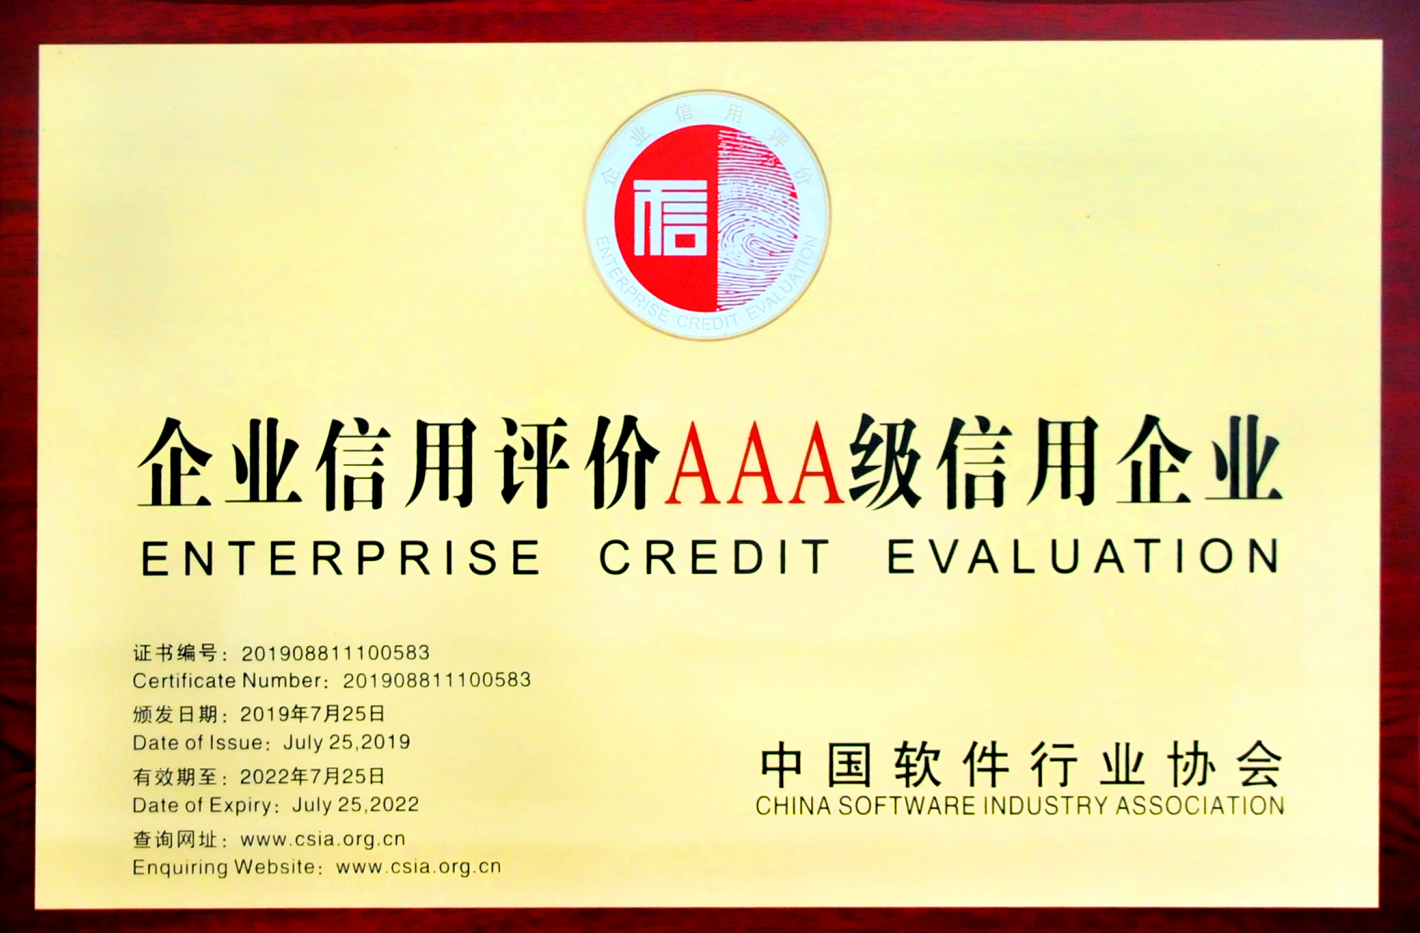 企业信用评价
信
ENTERPRISE CREDIT EVALUATION
企业信用评价AAA级信用企业
ENTERPRISE CREDIT EVALUATION
证书编号：201908811100583
Certificate Number: 201908811100583
颁发日期：2019年7月25日
Date of Issue: July 25,2019
有效期至：2022年7月25日
Date of Expiry: July 25,2022
查询网址：www.csia.org.cn
Enquiring Website: www.csia.org.cn
中国软件行业协会
CHINA SOFTWARE INDUSTRY ASSOCIATION